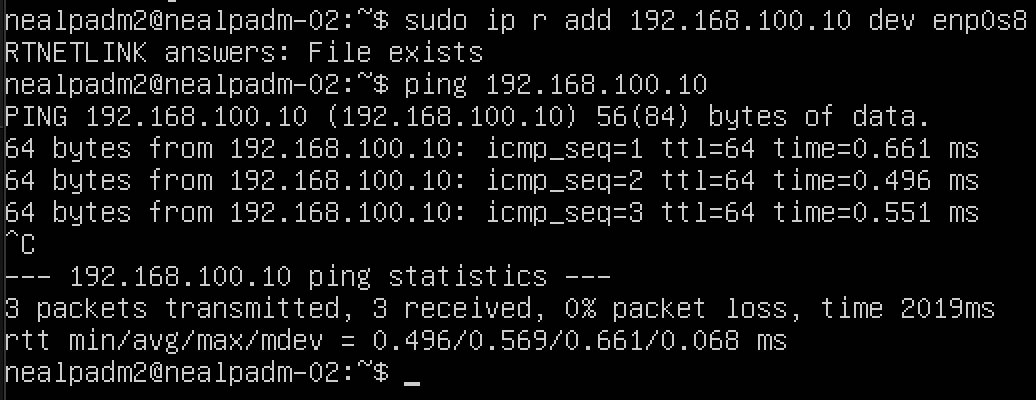 nealpadm2@nealpadm-02:~$ sudo ip r add 192.168.100.10 dev enp0s8
RTNETLINK answers: File exists
nealpadm2@nealpadm-02:~$ ping 192.168.100.10
PING 192.168.100.10 (192.168.100.10) 56(84) bytes of data.
64 bytes from 192.168.100.10: icmp_seq=1 ttl=64 time=0.661 ms
64 bytes from 192.168.100.10: icmp_seq=2 ttl=64 time=0.496 ms
64 bytes from 192.168.100.10: icmp_seq=3 ttl=64 time=0.551 ms
^C
--- 192.168.100.10 ping statistics ---
3 packets transmitted, 3 received, 0% packet loss, time 2019ms
rtt min/avg/max/mdev = 0.496/0.569/0.661/0.068 ms
nealpadm2@nealpadm-02:~$ _